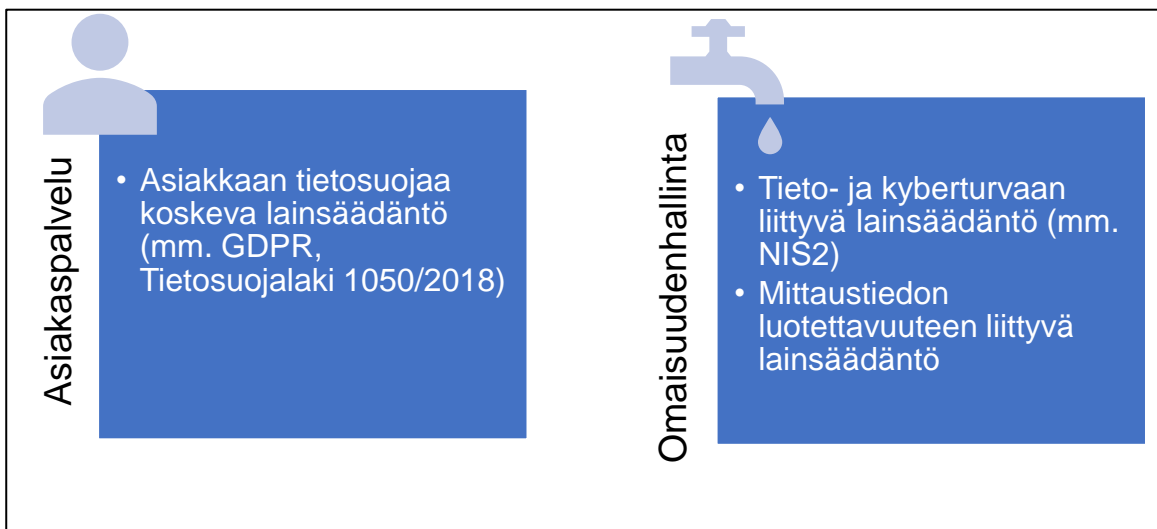 Asiakaspalvelu
• Asiakkaan tietosuojaa
koskeva lainsäädäntö
(mm. GDPR,
Tietosuojalaki 1050/2018)
Omaisuudenhallinta
• Tieto- ja kyberturvaan
liittyvä lainsäädäntö (mm.
NIS2)
• Mittaustiedon
luotettavuuteen liittyvä
lainsäädäntö